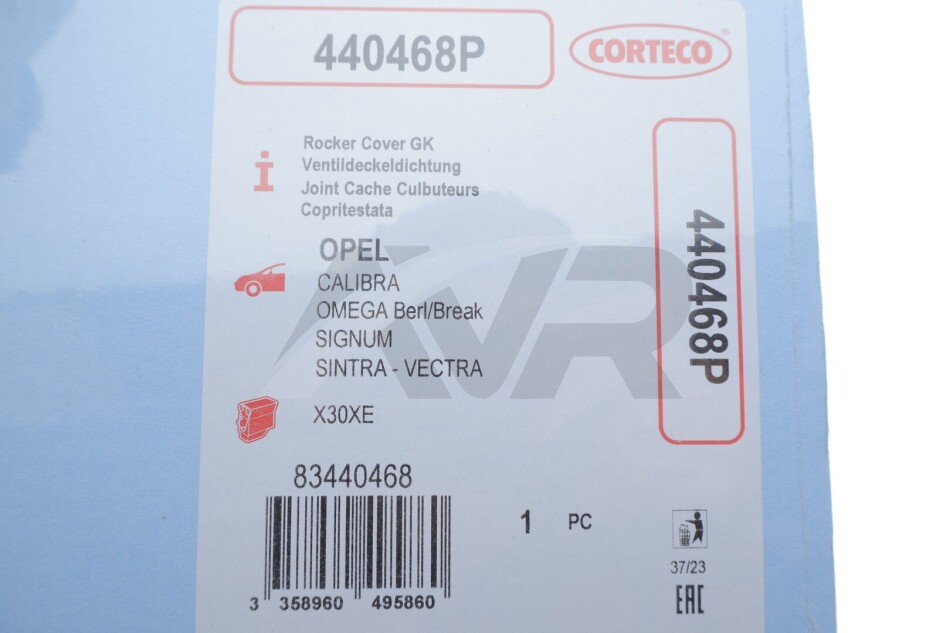 440468P
CORTECO®
Rocker Cover GK
Ventildeckeldichtung
Joint Cache Culbuteurs
Copritestata
OPEL
CALIBRA
OMEGA Berl/Break
SIGNUM
SINTRA - VECTRA
X30XE
440468P
AVR
83440468
3 358960 495860
1 PC
37/23
EAC